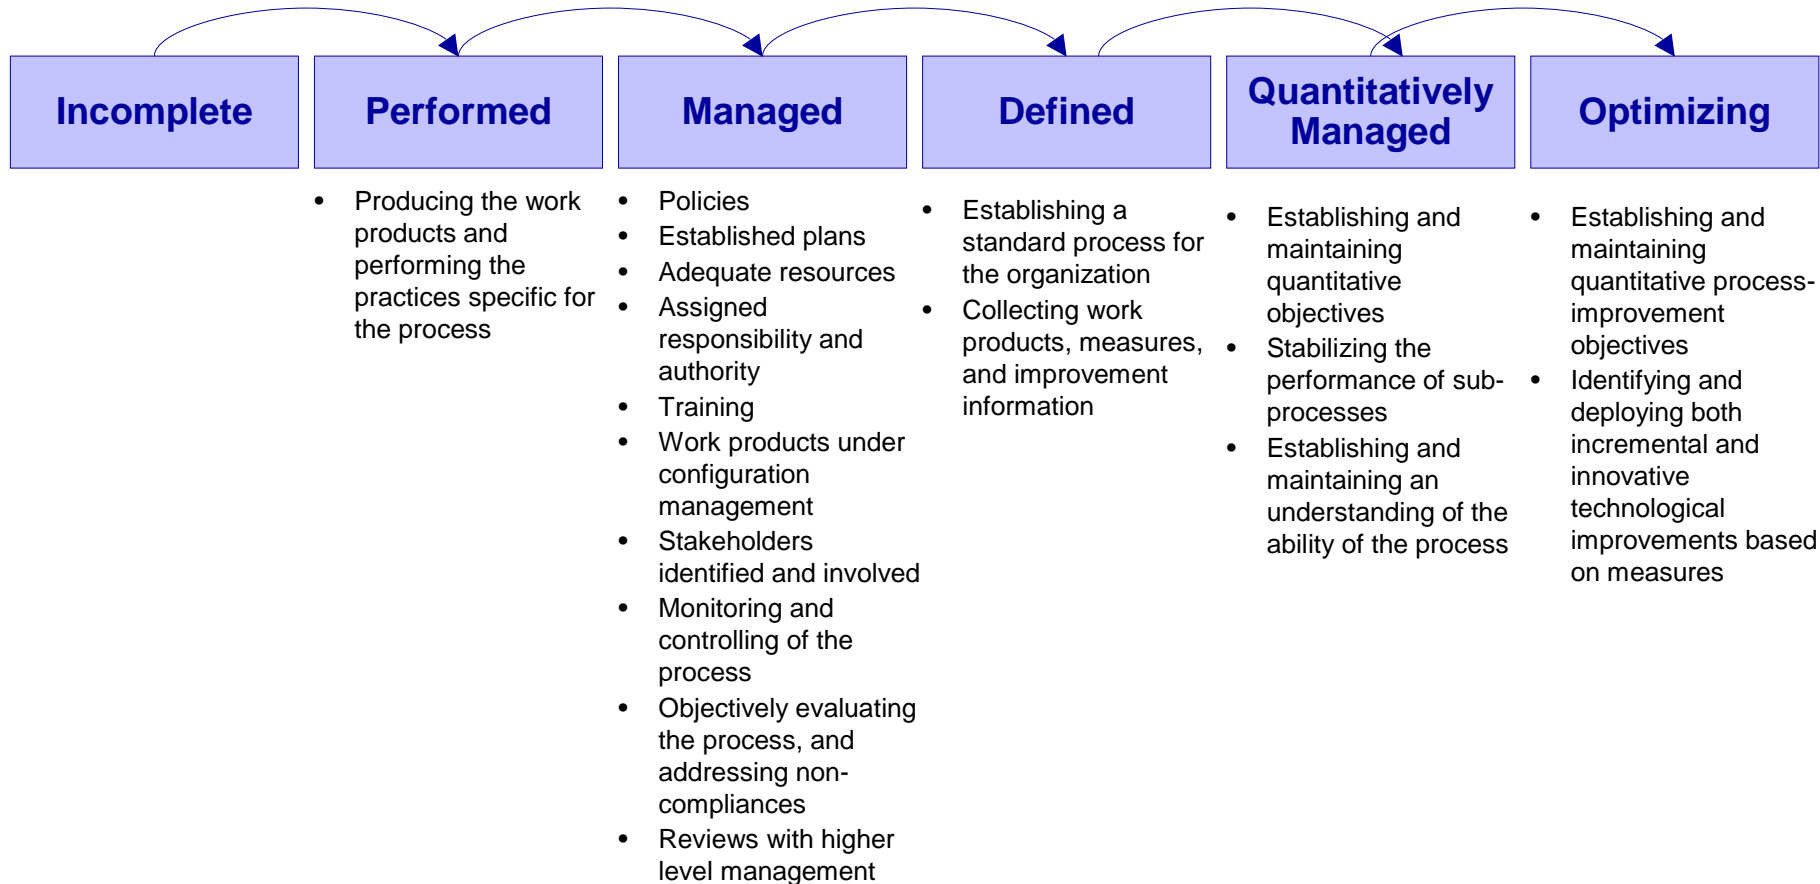 Incomplete
Performed
Managed
Defined
Quantitatively
Managed
Optimizing
• Producing the work
products and
performing the
practices specific for
the process
• Policies
• Established plans
• Adequate resources
• Assigned
responsibility and
authority
• Training
• Work products under
configuration
management
• Stakeholders
identified and involved
• Monitoring and
controlling of the
process
• Objectively evaluating
the process, and
addressing non-
compliances
• Reviews with higher
level management
• Establishing a
standard process for
the organization
• Collecting work
products, measures,
and improvement
information
• Establishing and
maintaining
quantitative
objectives
• Stabilizing the
performance of sub-
processes
• Establishing and
maintaining an
understanding of the
ability of the process
• Establishing and
maintaining
quantitative process-
improvement
objectives
• Identifying and
deploying both
incremental and
innovative
technological
improvements based
on measures